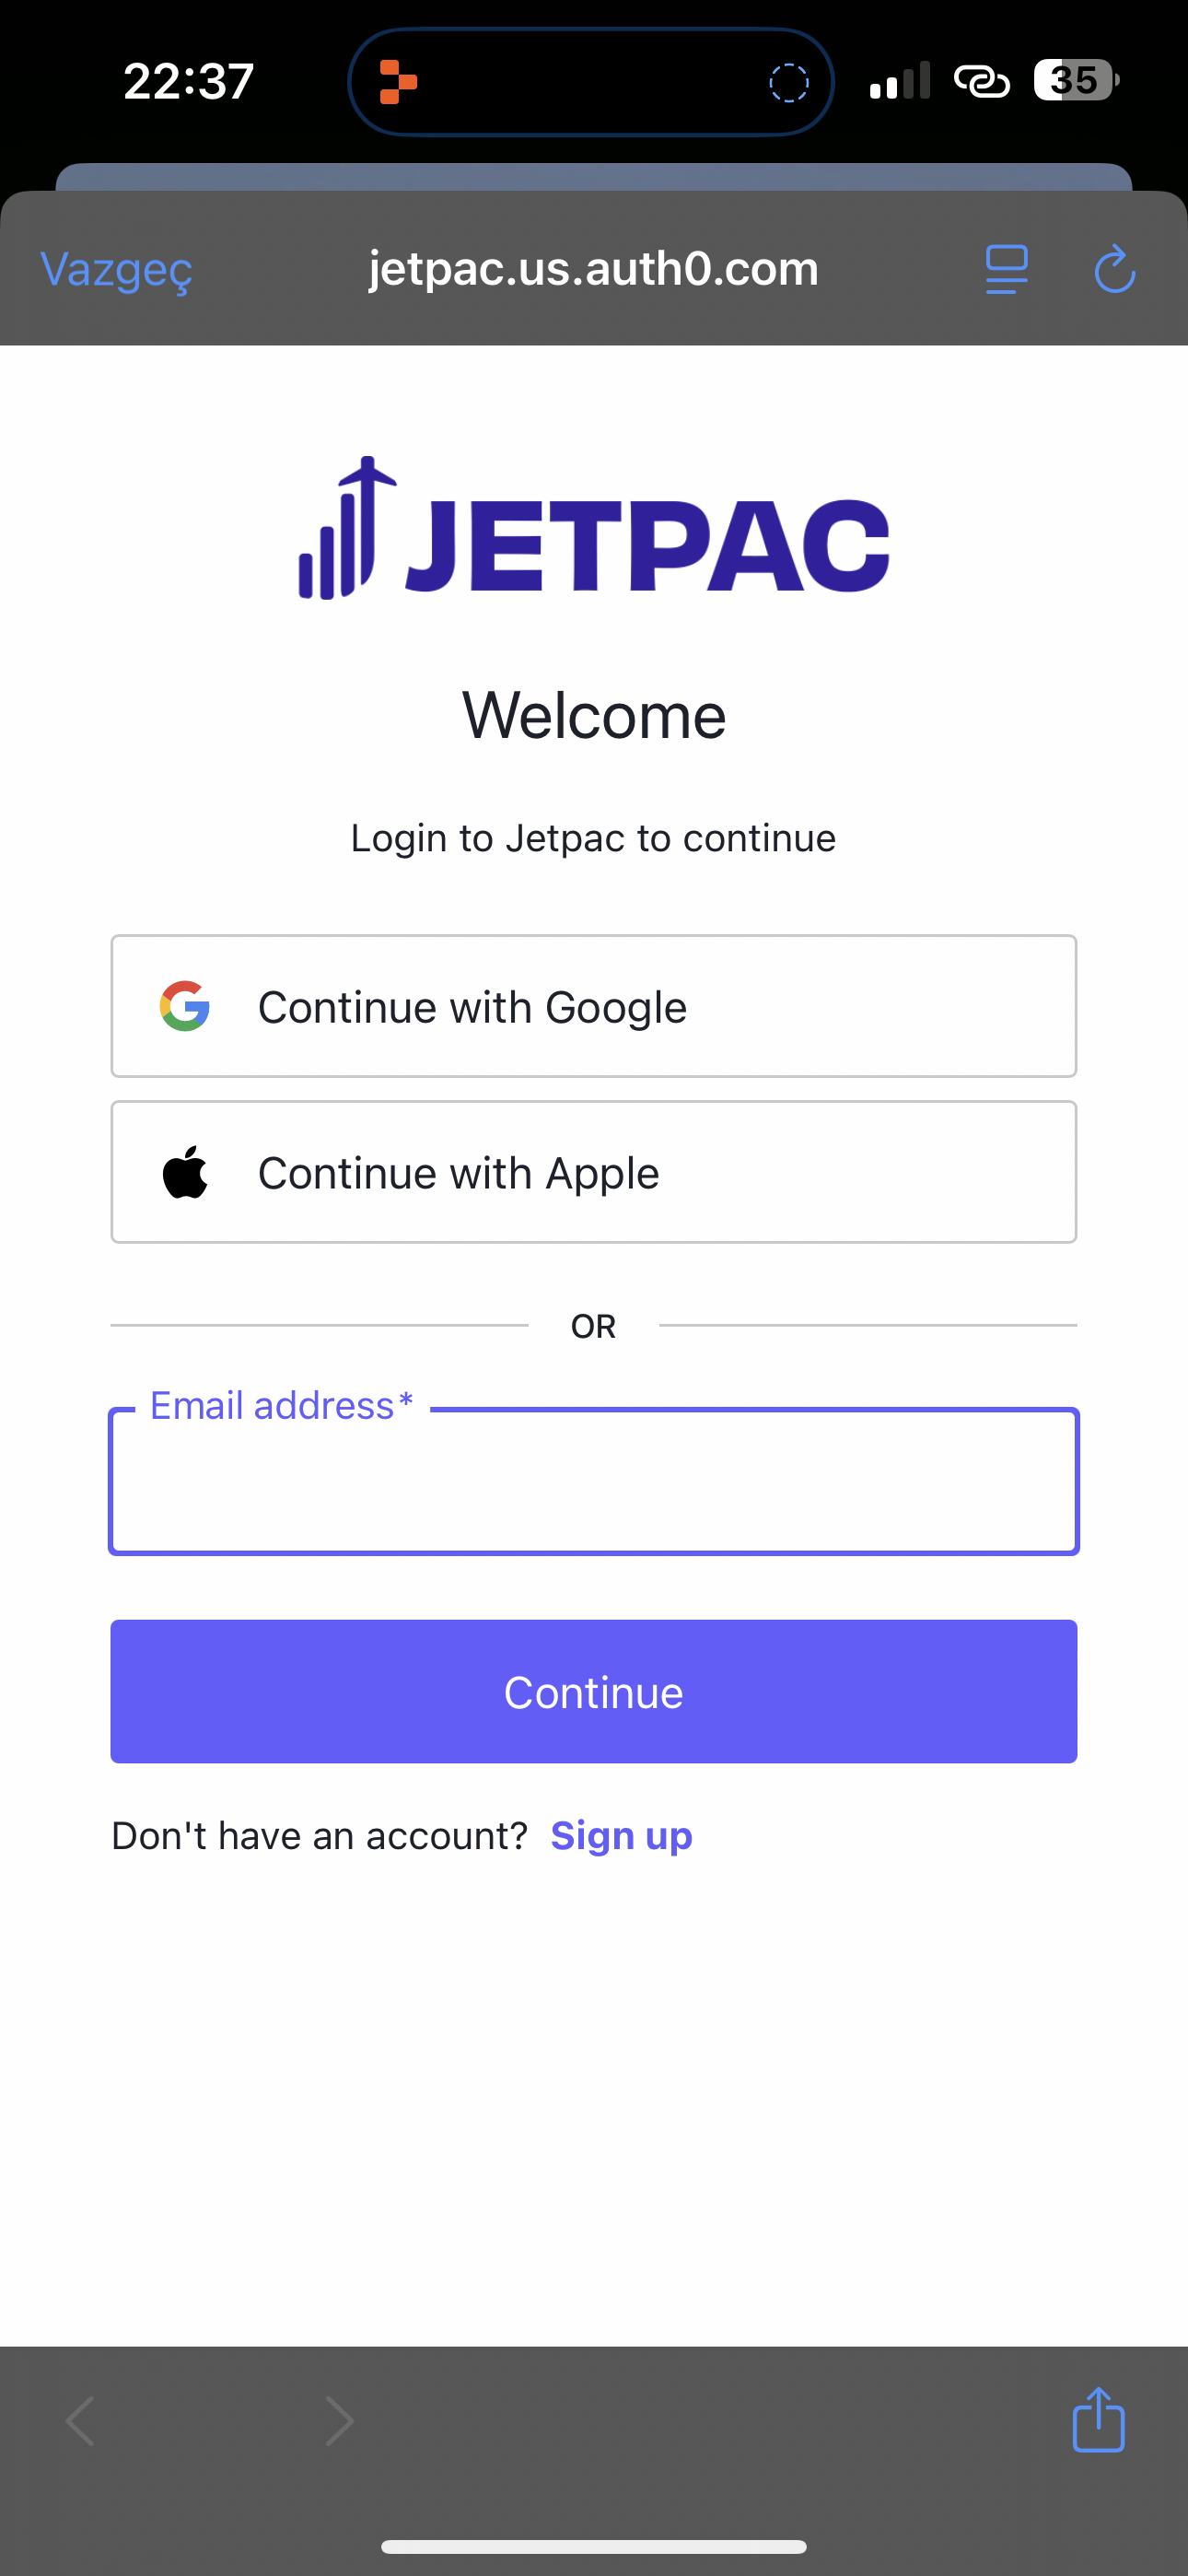 22:37
35
Vazgeç
jetpac.us.auth0.com
JETPAC
Welcome
Login to Jetpac to continue
Continue with Google
Continue with Apple
OR
Email address*
Continue
Don't have an account? Sign up